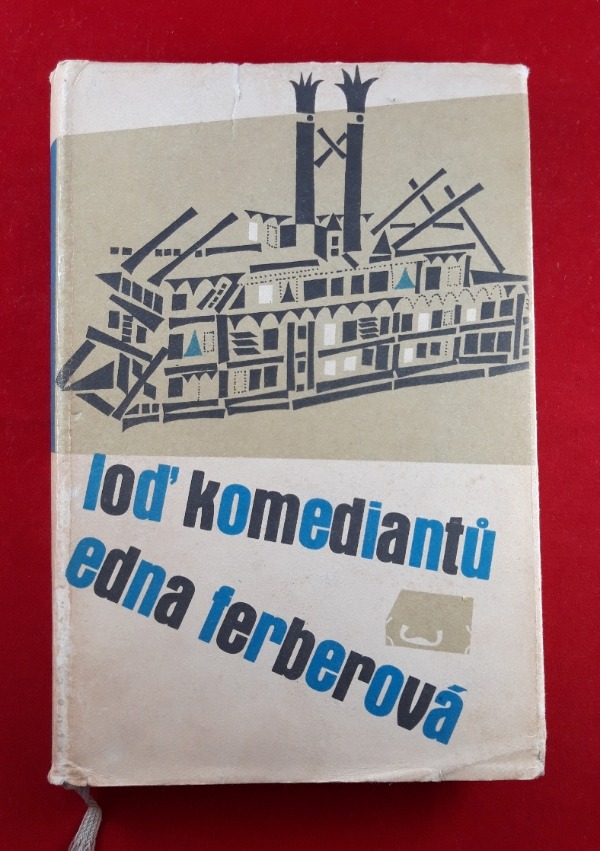 loď komediantů
edna ferberová